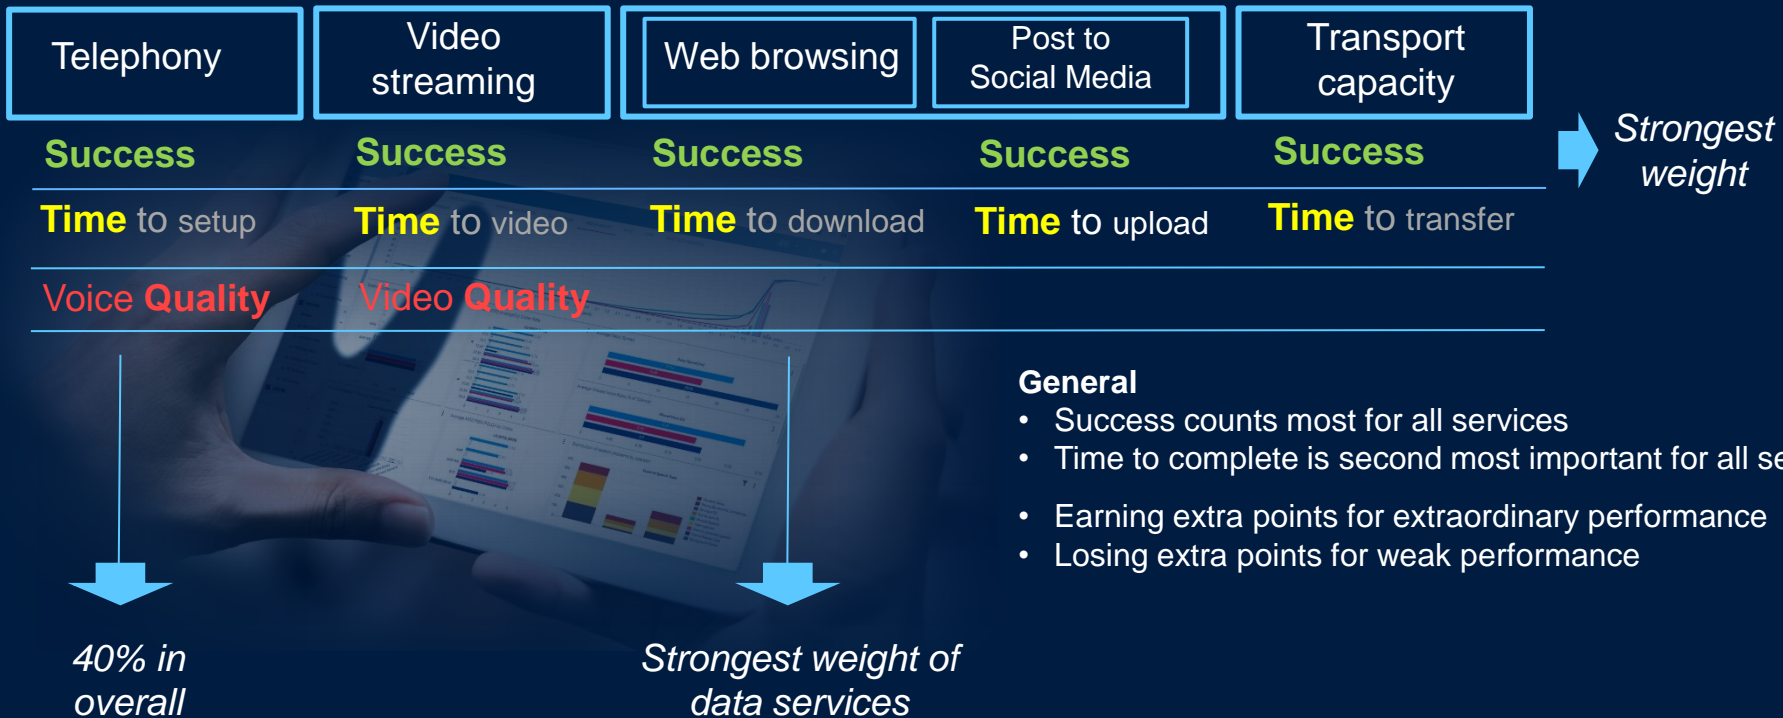 Telephony
Video
streaming
Web browsing
Post to
Social Media
Transport
capacity
Success Success Success Success Success
Strongest
weight
Time to setup Time to video Time to download Time to upload Time to transfer
Voice Quality Video Quality
General
• Success counts most for all services
• Time to complete is second most important for all se
• Earning extra points for extraordinary performance
• Losing extra points for weak performance
40% in
overall
Strongest weight of
data services